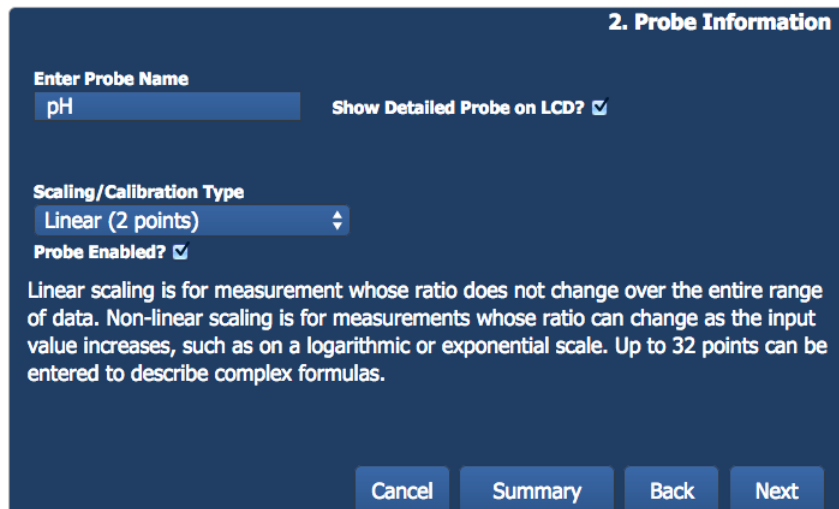 2. Probe Information
Enter Probe Name
pH
Show Detailed Probe on LCD?
Scaling/Calibration Type
Linear (2 points)
Probe Enabled?
Linear scaling is for measurement whose ratio does not change over the entire range
of data. Non-linear scaling is for measurements whose ratio can change as the input
value increases, such as on a logarithmic or exponential scale. Up to 32 points can be
entered to describe complex formulas.
Cancel Summary Back Next